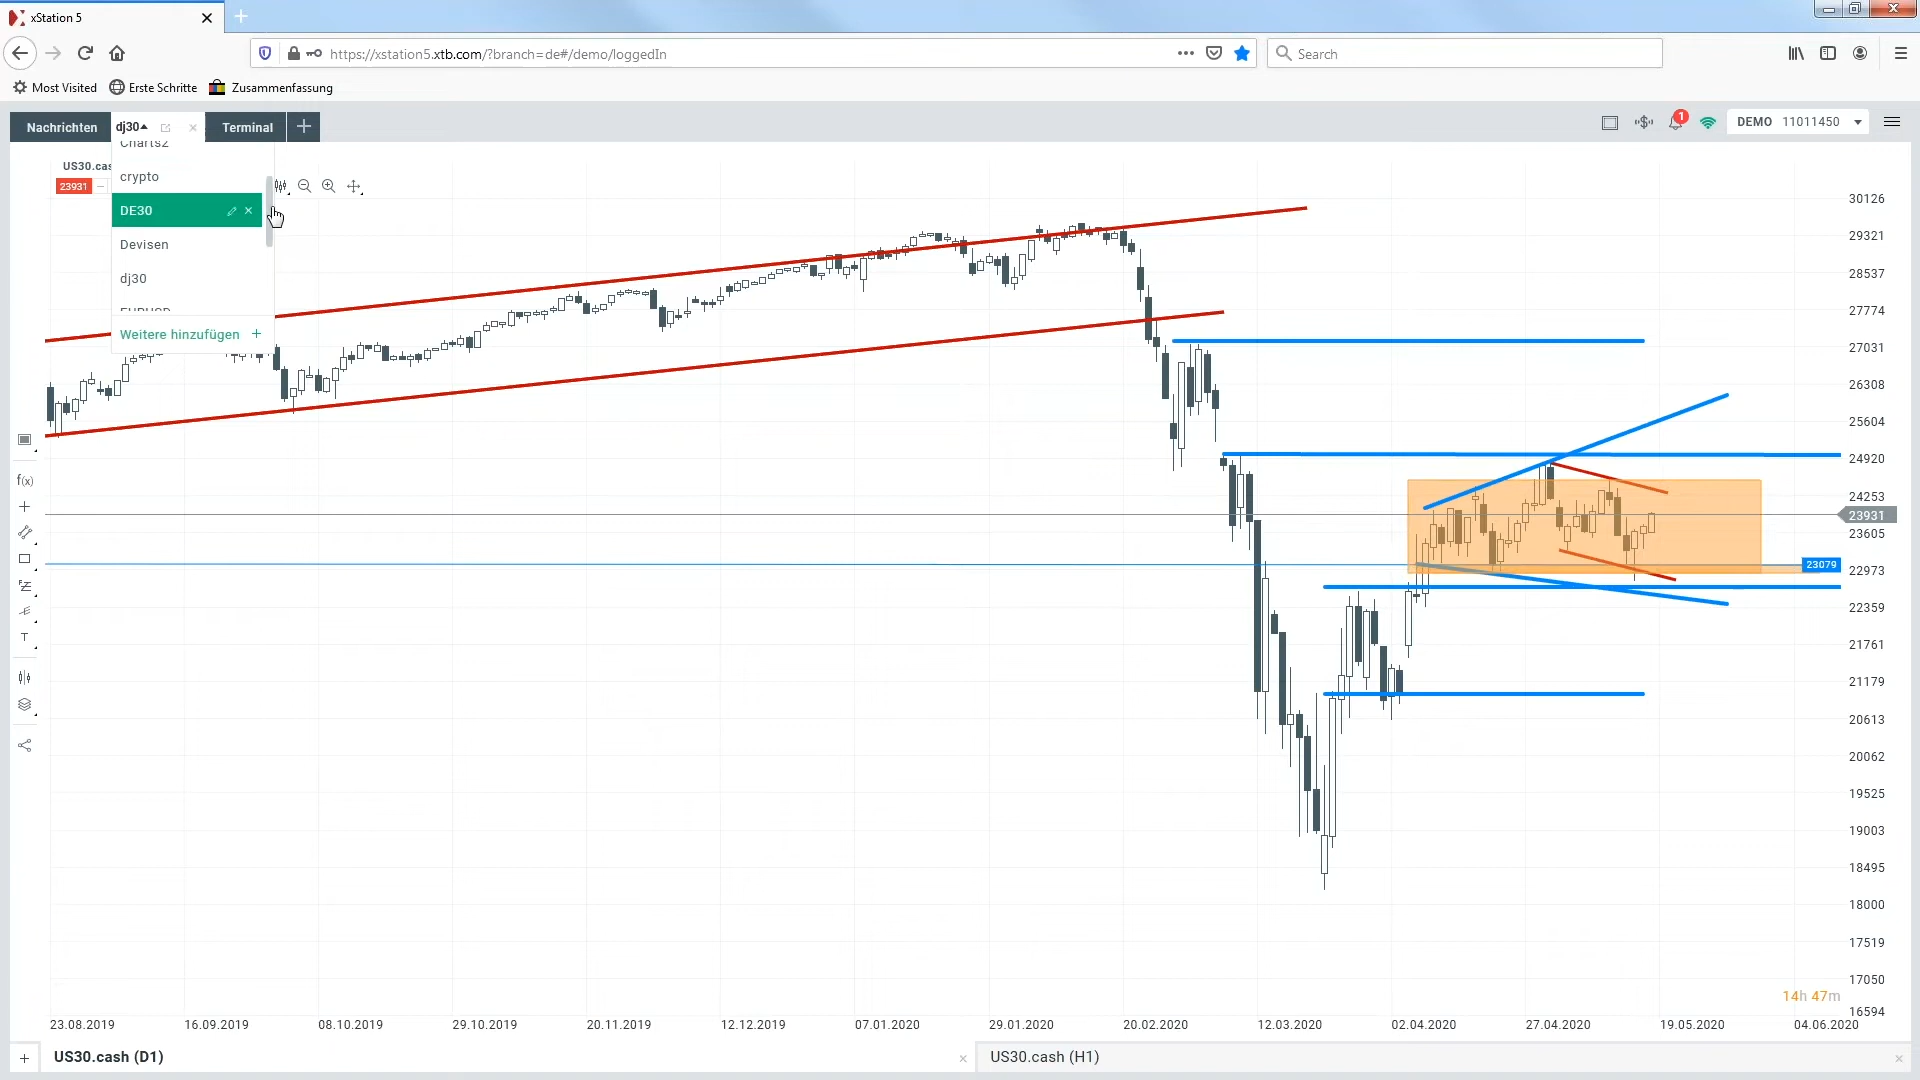 xStation 5
https://xstation5.xtb.com/?branch=de#/demo/loggedIn
Search
Most Visited
Erste Schritte
Zusammenfassung
Nachrichten
dj30
Terminal
1
DEMO 11011450
Charts2
US30.cas
crypto
23931
DE30
Devisen
dj30
EURUSD
Weitere hinzufügen +
f(x)
T
30126
29321
28537
27774
27031
26308
25604
24920
24253
23931
23605
23079
22973
22359
21761
21179
20613
20062
19525
19003
18495
18000
17519
17050
14h 47m
16594
23.08.2019
16.09.2019
08.10.2019
29.10.2019
20.11.2019
12.12.2019
07.01.2020
29.01.2020
20.02.2020
12.03.2020
02.04.2020
27.04.2020
19.05.2020
04.06.2020
US30.cash (D1)
US30.cash (H1)